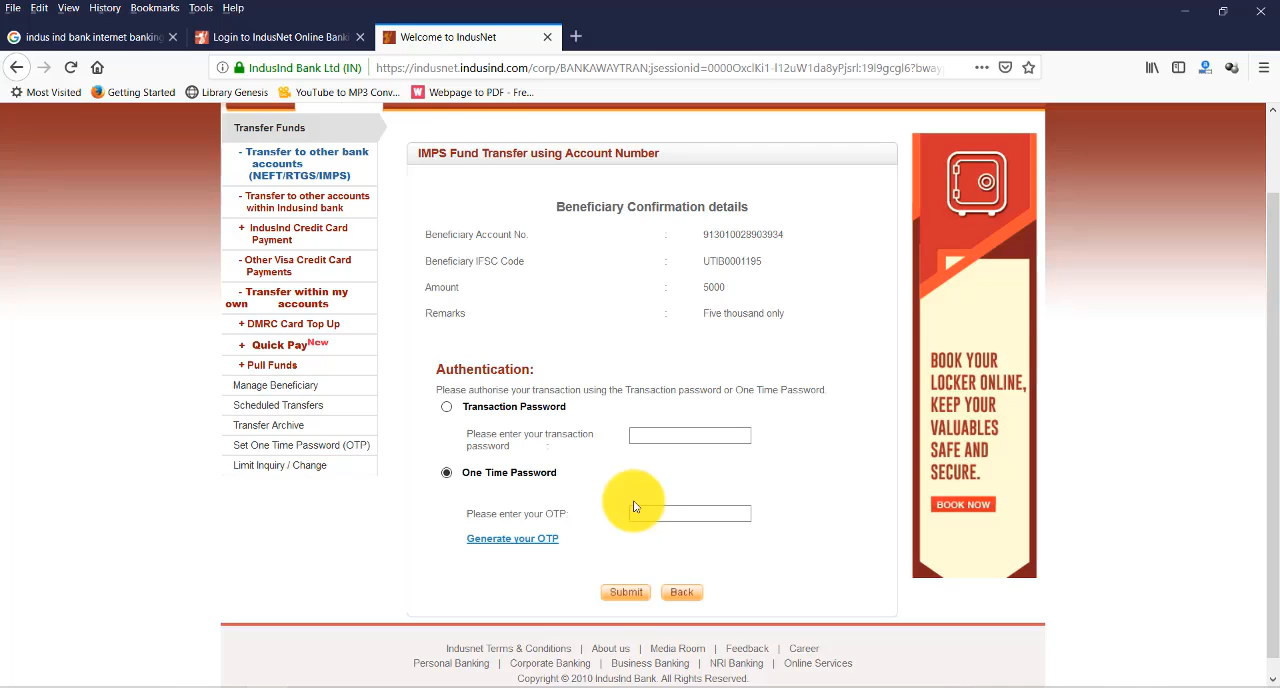 File Edit View History Bookmarks Tools Help
indus ind bank internet banking
Login to IndusNet Online Banki
Welcome to IndusNet
IndusInd Bank Ltd (IN)
https://indusnet.indusind.com/corp/BANKAWAYTRAN;jsessionid=0000OxclKi1-l12uW1da8yPjsrl:19l9gcgl6?bway
Most Visited Getting Started Library Genesis YouTube to MP3 Conv... Webpage to PDF - Fre...
Transfer Funds
- Transfer to other bank
accounts
(NEFT/RTGS/IMPS)
- Transfer to other accounts
within Indusind bank
+ IndusInd Credit Card
Payment
- Other Visa Credit Card
Payments
- Transfer within my
own accounts
+ DMRC Card Top Up
+ Quick Pay New
+ Pull Funds
Manage Beneficiary
Scheduled Transfers
Transfer Archive
Set One Time Password (OTP)
Limit Inquiry / Change
IMPS Fund Transfer using Account Number
Beneficiary Confirmation details
Beneficiary Account No. : 913010028903934
Beneficiary IFSC Code : UTIB0001195
Amount : 5000
Remarks : Five thousand only
Authentication:
Please authorise your transaction using the Transaction password or One Time Password.
Transaction Password
Please enter your transaction
password :
One Time Password
Please enter your OTP:
Generate your OTP
Submit Back
BOOK YOUR
LOCKER ONLINE,
KEEP YOUR
VALUABLES
SAFE AND
SECURE.
BOOK NOW
Indusnet Terms & Conditions | About us | Media Room | Feedback | Career
Personal Banking | Corporate Banking | Business Banking | NRI Banking | Online Services
Copyright © 2010 IndusInd Bank. All Rights Reserved.